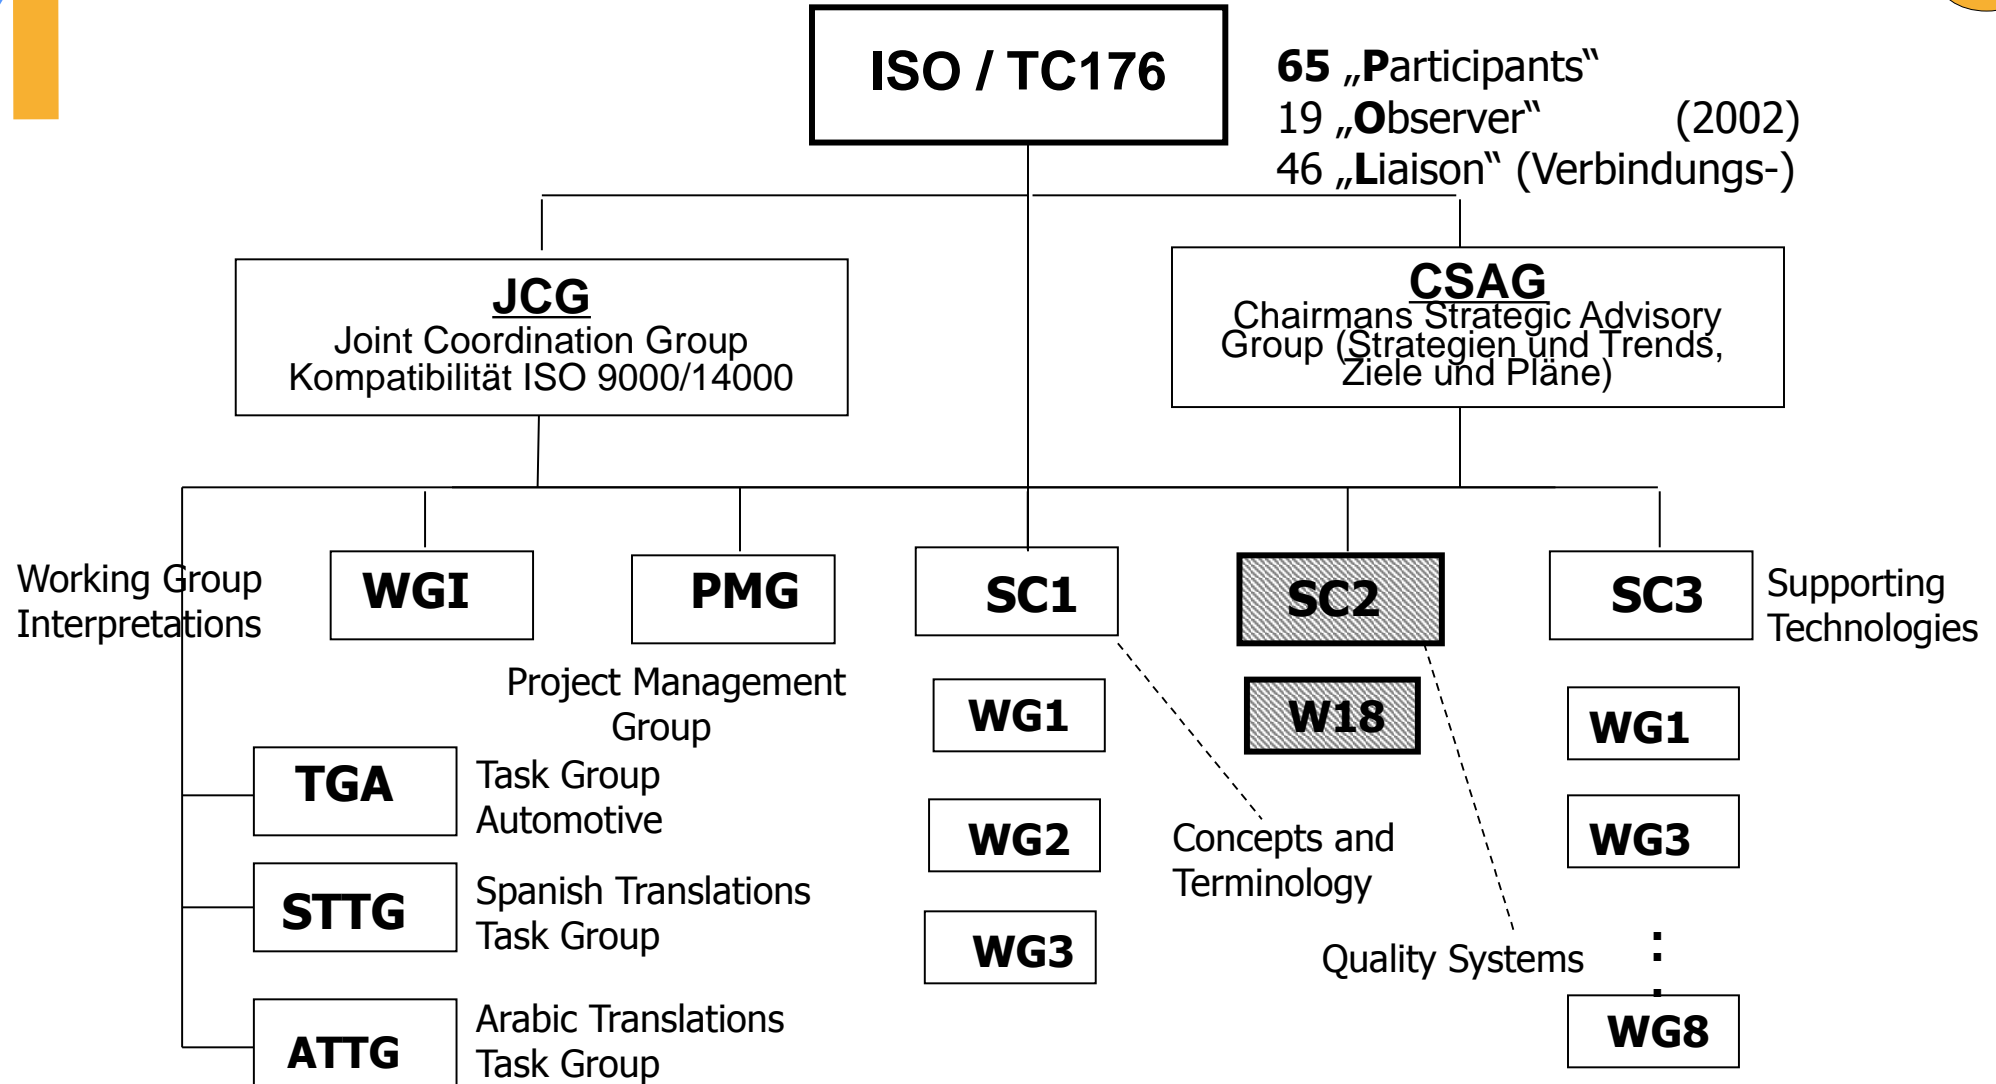 ISO / TC176
65 „Participants“
19 „Observer“ (2002)
46 „Liaison“ (Verbindungs-)
JCG
Joint Coordination Group
Kompatibilität ISO 9000/14000
CSAG
Chairmans Strategic Advisory
Group (Strategien und Trends,
Ziele und Pläne)
Working Group
Interpretations
WGI
PMG
SC1
SC2
SC3
Supporting
Technologies
Project Management
Group
WG1
W18
WG1
TGA
Task Group
Automotive
WG2
Concepts and
Terminology
WG3
STTG
Spanish Translations
Task Group
WG3
Quality Systems
:
.
ATTG
Arabic Translations
Task Group
WG8